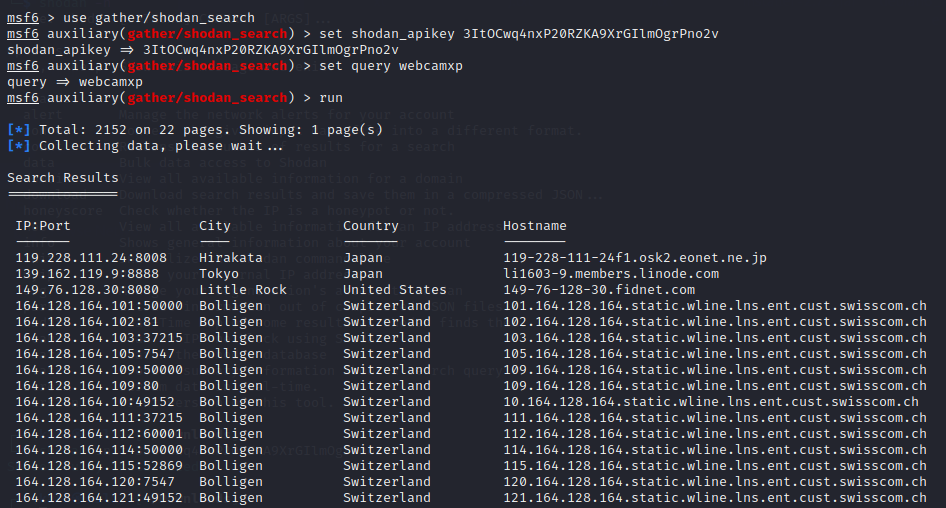 msf6 > use gather/shodan_search
msf6 auxiliary(gather/shodan_search) > set shodan_apikey 3ItOCwq4nxP20RZKA9XrGIlmOgrPno2v
shodan_apikey => 3ItOCwq4nxP20RZKA9XrGIlmOgrPno2v
msf6 auxiliary(gather/shodan_search) > set query webcamxp
query => webcamxp
msf6 auxiliary(gather/shodan_search) > run
[*] Total: 2152 on 22 pages. Showing: 1 page(s)
[*] Collecting data, please wait...
Search Results
==============
IP:Port City Country Hostname
------- ---- ------- --------
119.228.111.24:8008 Hirakata Japan 119-228-111-24f1.osk2.eonet.ne.jp
139.162.119.9:8888 Tokyo Japan li1603-9.members.linode.com
149.76.128.30:8080 Little Rock United States 149-76-128-30.fidnet.com
164.128.164.101:50000 Bolligen Switzerland 101.164.128.164.static.wline.lns.ent.cust.swisscom.ch
164.128.164.102:81 Bolligen Switzerland 102.164.128.164.static.wline.lns.ent.cust.swisscom.ch
164.128.164.103:37215 Bolligen Switzerland 103.164.128.164.static.wline.lns.ent.cust.swisscom.ch
164.128.164.105:7547 Bolligen Switzerland 105.164.128.164.static.wline.lns.ent.cust.swisscom.ch
164.128.164.109:50000 Bolligen Switzerland 109.164.128.164.static.wline.lns.ent.cust.swisscom.ch
164.128.164.109:80 Bolligen Switzerland 109.164.128.164.static.wline.lns.ent.cust.swisscom.ch
164.128.164.10:49152 Bolligen Switzerland 10.164.128.164.static.wline.lns.ent.cust.swisscom.ch
164.128.164.111:37215 Bolligen Switzerland 111.164.128.164.static.wline.lns.ent.cust.swisscom.ch
164.128.164.112:60001 Bolligen Switzerland 112.164.128.164.static.wline.lns.ent.cust.swisscom.ch
164.128.164.114:50000 Bolligen Switzerland 114.164.128.164.static.wline.lns.ent.cust.swisscom.ch
164.128.164.115:52869 Bolligen Switzerland 115.164.128.164.static.wline.lns.ent.cust.swisscom.ch
164.128.164.120:7547 Bolligen Switzerland 120.164.128.164.static.wline.lns.ent.cust.swisscom.ch
164.128.164.121:49152 Bolligen Switzerland 121.164.128.164.static.wline.lns.ent.cust.swisscom.ch